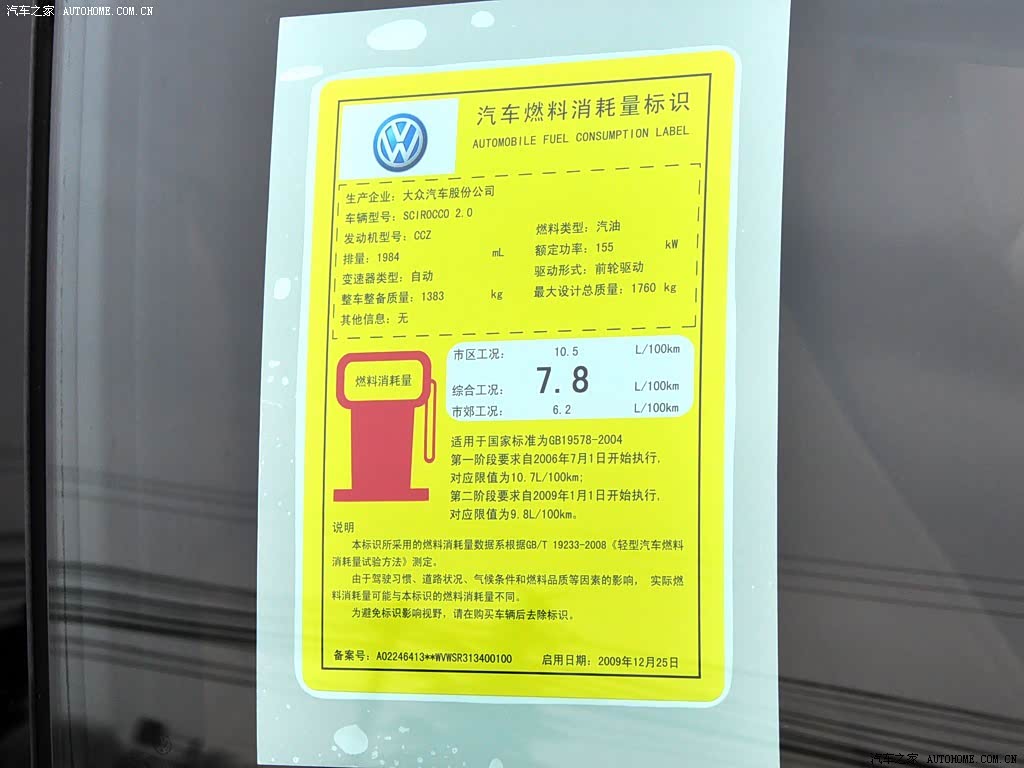 汽车之家 AUTOHOME.COM.CN
汽车燃料消耗量标识
AUTOMOBILE FUEL CONSUMPTION LABEL
生产企业: 大众汽车股份公司
车辆型号: SCIROCCO 2.0
发动机型号: CCZ 燃料类型: 汽油
排量: 1984 mL 额定功率: 155 kW
变速器类型: 自动 驱动形式: 前轮驱动
整车整备质量: 1383 kg 最大设计总质量: 1760 kg
其他信息: 无
燃料消耗量
市区工况: 10.5 L/100km
综合工况: 7.8 L/100km
市郊工况: 6.2 L/100km
适用于国家标准为GB19578-2004
第一阶段要求自2006年7月1日开始执行,
对应限值为10.7L/100km;
第二阶段要求自2009年1月1日开始执行,
对应限值为9.8L/100km。
说明
本标识所采用的燃料消耗量数据系根据GB/T 19233-2008《轻型汽车燃料
消耗量试验方法》测定。
由于驾驶习惯、道路状况、气候条件和燃料品质等因素的影响, 实际燃
料消耗量可能与本标识的燃料消耗量不同。
为避免标识影响视野, 请在购买车辆后去除标识。
备案号: A02246413**WVWSR313400100 启用日期: 2009年12月25日
汽车之家 AUTOHOME.COM.CN